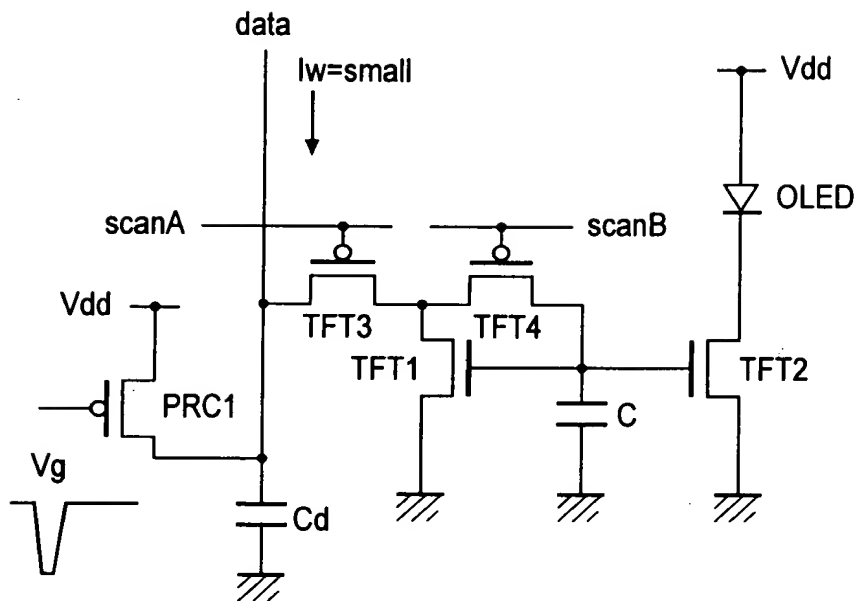 data
Iw=small
Vdd
OLED
scanA
scanB
Vdd
TFT3
TFT4
TFT1
TFT2
PRC1
C
Vg
Cd